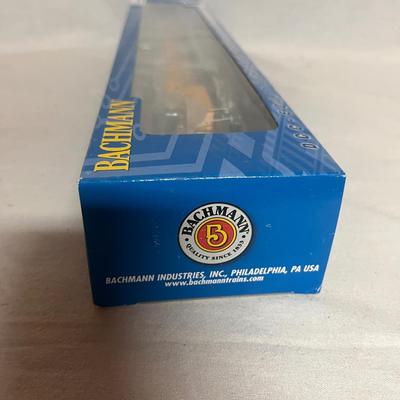 BACHMANN
BACHMANN
B
QUALITY SINCE 1833
BACHMANN INDUSTRIES, INC., PHILADELPHIA, PA USA
www.bachmanntrains.com